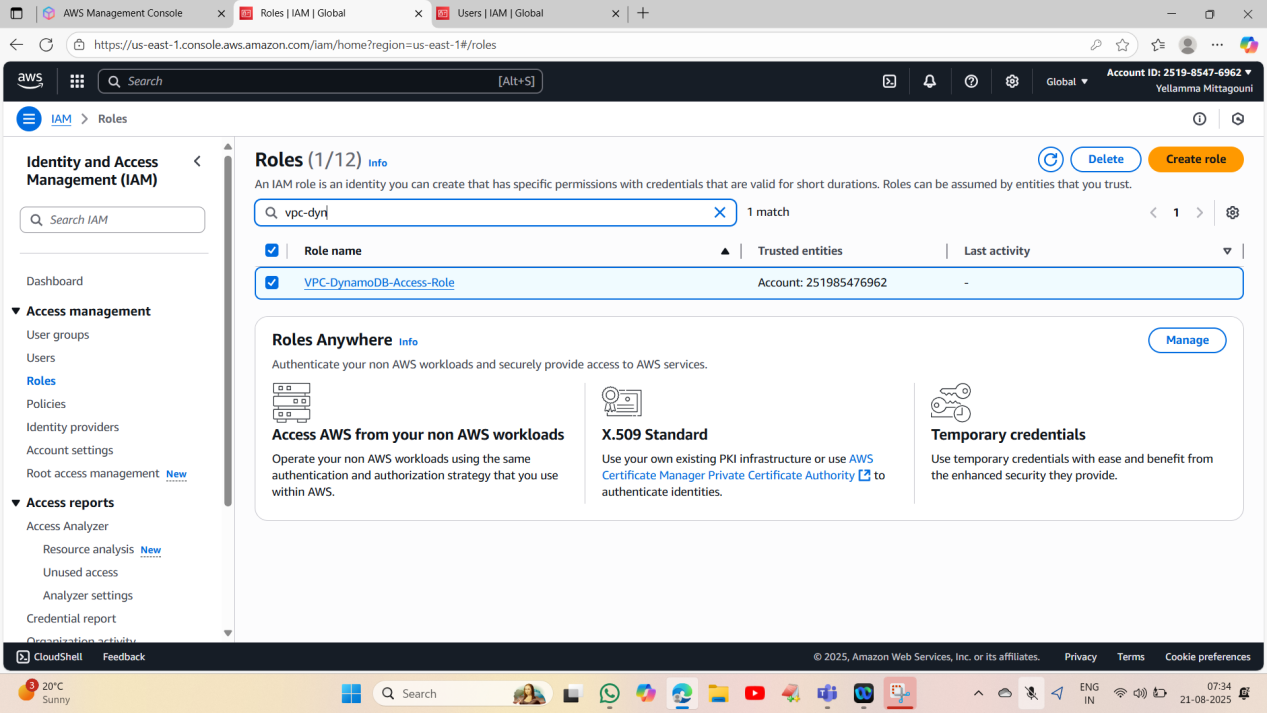 AWS Management Console
Roles | IAM | Global
Users | IAM | Global
https://us-east-1.console.aws.amazon.com/iam/home?region=us-east-1#/roles
aws
Search [Alt+S]
Global
Account ID: 2519-8547-6962
Yellamma Mittagouni
IAM > Roles
Identity and Access
Management (IAM)
Search IAM
Dashboard
Access management
User groups
Users
Roles
Policies
Identity providers
Account settings
Root access management New
Access reports
Access Analyzer
Resource analysis New
Unused access
Analyzer settings
Credential report
Organization activity
Roles (1/12) Info
Delete
Create role
An IAM role is an identity you can create that has specific permissions with credentials that are valid for short durations. Roles can be assumed by entities that you trust.
vpc-dyn
1 match
1
Role name
Trusted entities
Last activity
VPC-DynamoDB-Access-Role
Account: 251985476962
-
Roles Anywhere Info
Manage
Authenticate your non AWS workloads and securely provide access to AWS services.
Access AWS from your non AWS workloads
Operate your non AWS workloads using the same
authentication and authorization strategy that you use
within AWS.
X.509 Standard
Use your own existing PKI infrastructure or use AWS
Certificate Manager Private Certificate Authority to
authenticate identities.
Temporary credentials
Use temporary credentials with ease and benefit from
the enhanced security they provide.
CloudShell
Feedback
© 2025, Amazon Web Services, Inc. or its affiliates.
Privacy
Terms
Cookie preferences
3
20°C
Sunny
Search
ENG
IN
07:34
21-08-2025